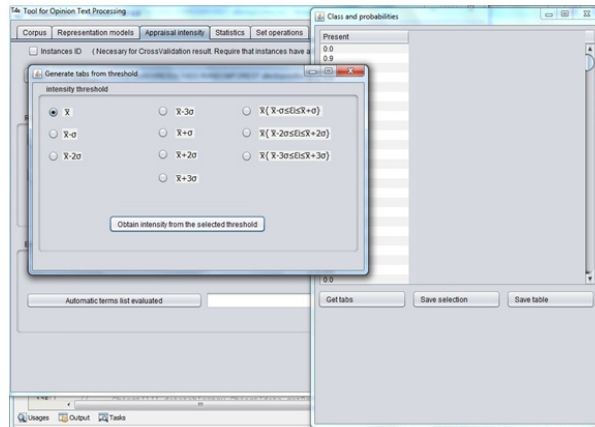 Tool for Opinion Text Processing
Corpus Representation models Appraisal intensity Statistics Set operations
Instances ID (Necesary for CrossValidation result. Require that instances have a
Generate tabs from threshold
intensity threshold
x̅
x̅-σ
x̅-2σ
x̅-3σ
x̅+σ
x̅+2σ
x̅+3σ
x̅{ x̅-σ≤Ei≤x̅+σ}
x̅{ x̅-2σ≤Ei≤x̅+2σ}
x̅{ x̅-3σ≤Ei≤x̅+3σ}
Obtain intensity from the selected threshold
Automatic terms list evaluated
Class and probabilities
Present
0.0
0.9
0.0
Get tabs Save selection Save table
Usages Output Tasks